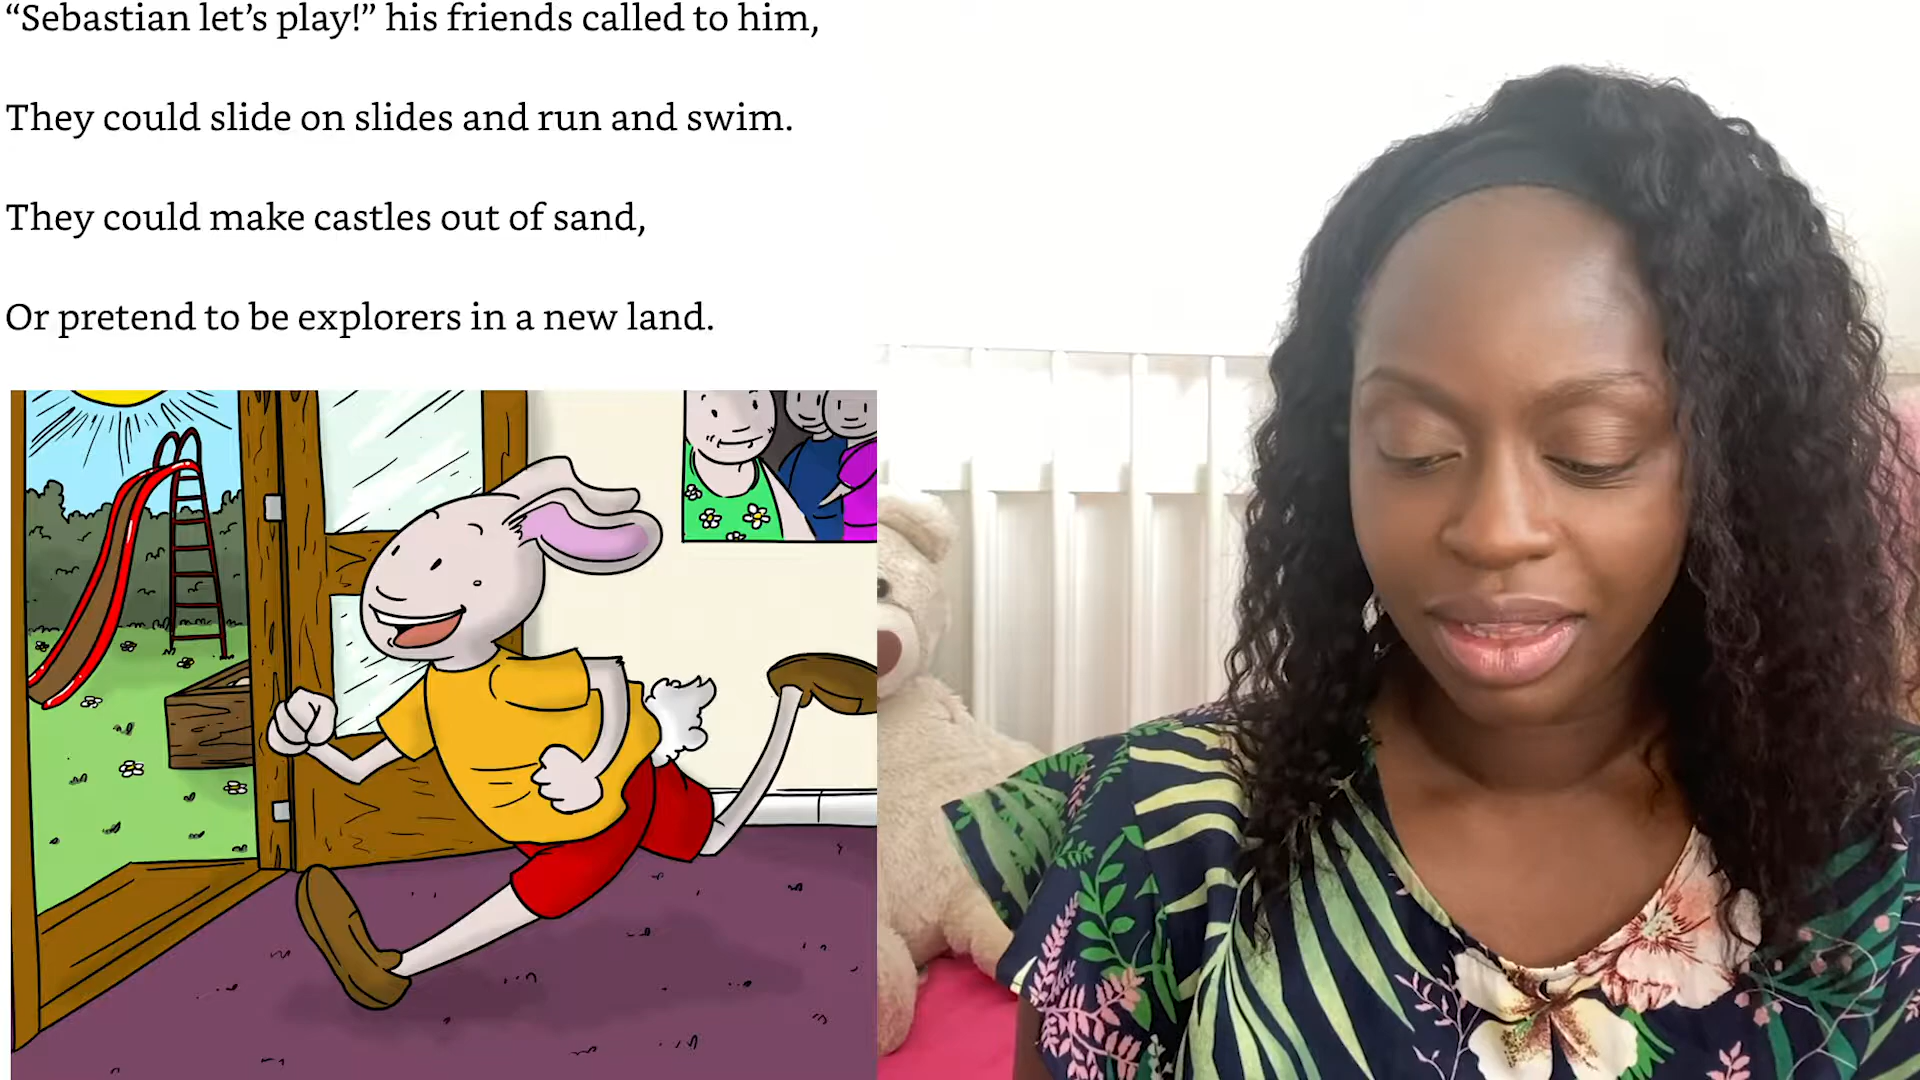 “Sebastian let’s play!” his friends called to him,
They could slide on slides and run and swim.
They could make castles out of sand,
Or pretend to be explorers in a new land.